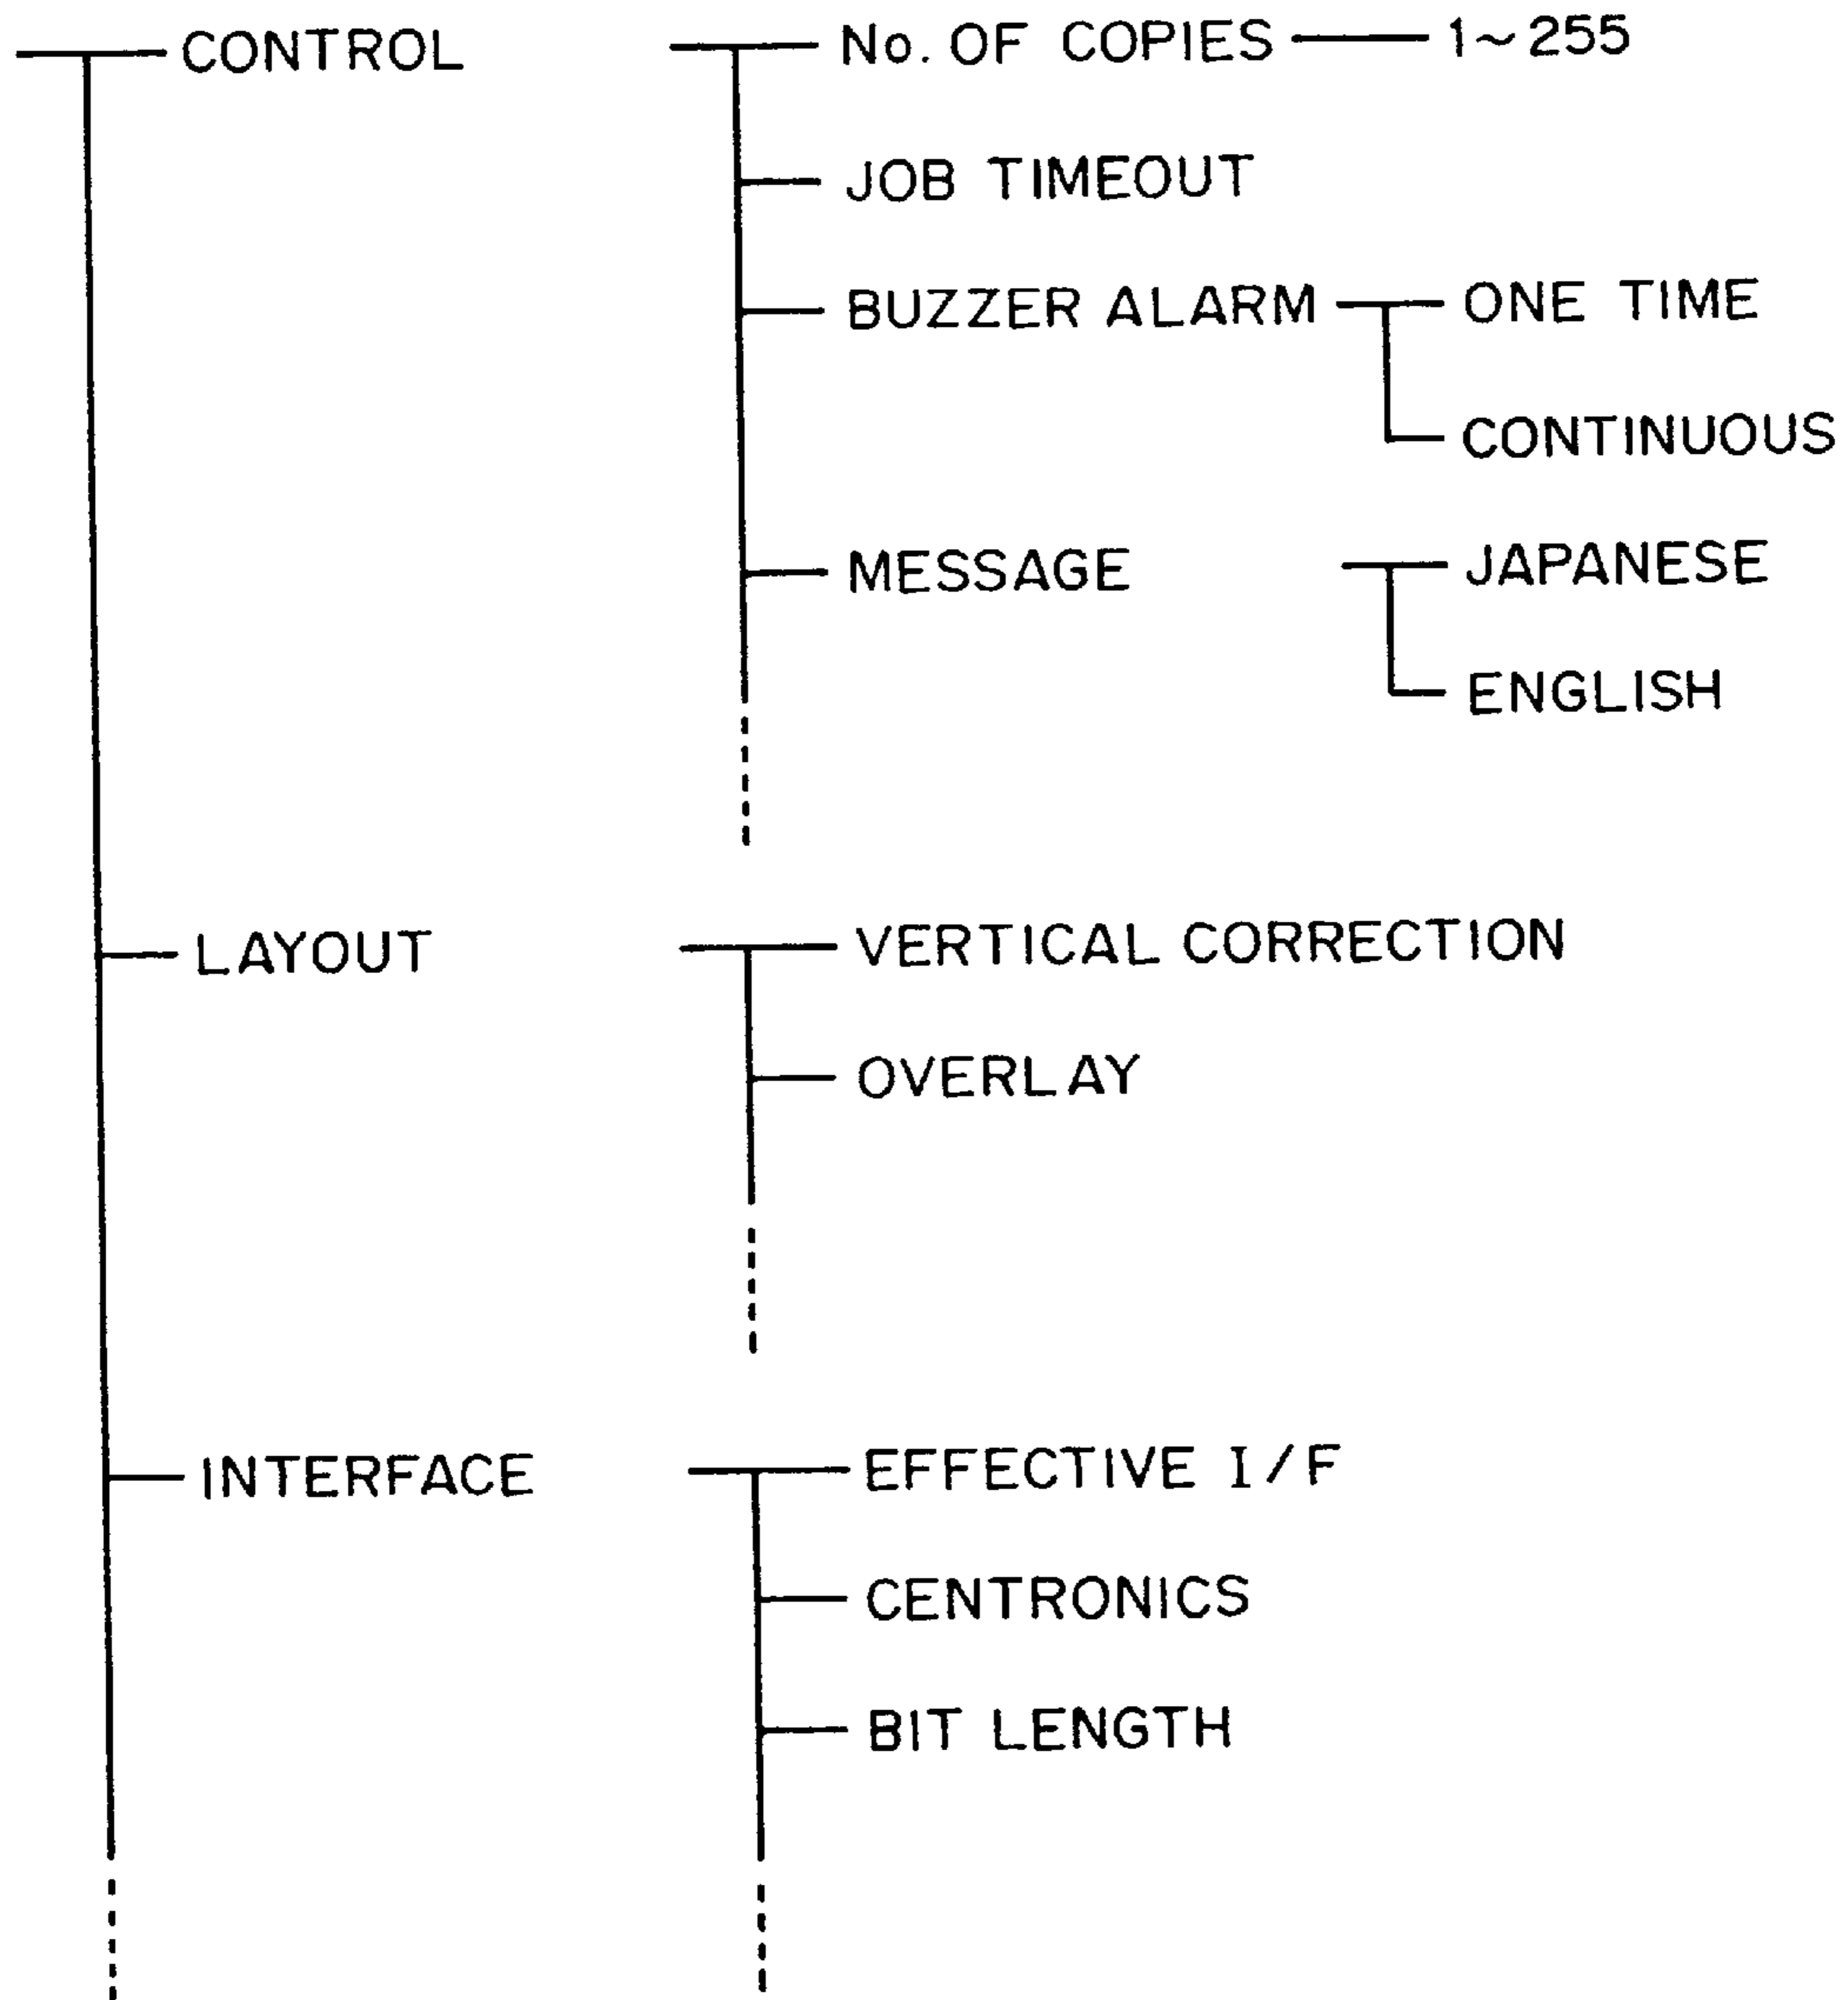 CONTROL No. OF COPIES 1~255
JOB TIMEOUT
BUZZER ALARM ONE TIME
CONTINUOUS
MESSAGE JAPANESE
ENGLISH
LAYOUT VERTICAL CORRECTION
OVERLAY
INTERFACE EFFECTIVE I/F
CENTRONICS
BIT LENGTH